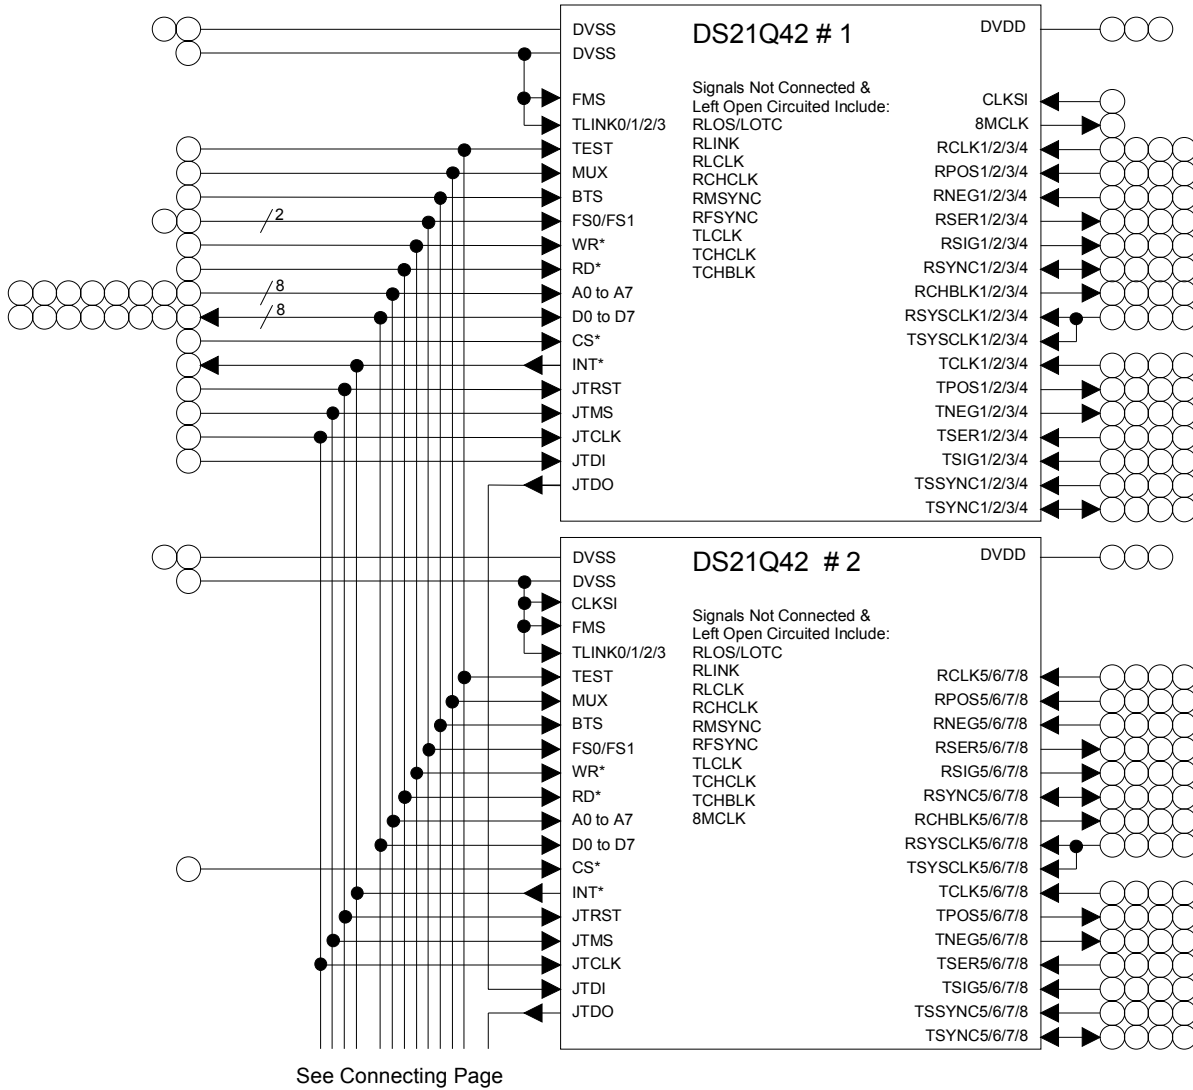 DS21Q42 # 1
DVSS
DVSS
FMS
TLINK0/1/2/3
TEST
MUX
BTS
FS0/FS1
WR*
RD*
A0 to A7
D0 to D7
CS*
INT*
JTRST
JTMS
JTCLK
JTDI
JTDO
2
8
8
Signals Not Connected &
Left Open Circuited Include:
RLOS/LOTC
RLINK
RLCLK
RCHCLK
RMSYNC
RFSYNC
TLCLK
TCHCLK
TCHBLK
DVDD
CLKSI
8MCLK
RCLK1/2/3/4
RPOS1/2/3/4
RNEG1/2/3/4
RSER1/2/3/4
RSIG1/2/3/4
RSYNC1/2/3/4
RCHBLK1/2/3/4
RSYSCLK1/2/3/4
TSYSCLK1/2/3/4
TCLK1/2/3/4
TPOS1/2/3/4
TNEG1/2/3/4
TSER1/2/3/4
TSIG1/2/3/4
TSSYNC1/2/3/4
TSYNC1/2/3/4
DS21Q42 # 2
DVSS
DVSS
CLKSI
FMS
TLINK0/1/2/3
TEST
MUX
BTS
FS0/FS1
WR*
RD*
A0 to A7
D0 to D7
CS*
INT*
JTRST
JTMS
JTCLK
JTDI
JTDO
Signals Not Connected &
Left Open Circuited Include:
RLOS/LOTC
RLINK
RLCLK
RCHCLK
RMSYNC
RFSYNC
TLCLK
TCHCLK
TCHBLK
8MCLK
DVDD
RCLK5/6/7/8
RPOS5/6/7/8
RNEG5/6/7/8
RSER5/6/7/8
RSIG5/6/7/8
RSYNC5/6/7/8
RCHBLK5/6/7/8
RSYSCLK5/6/7/8
TSYSCLK5/6/7/8
TCLK5/6/7/8
TPOS5/6/7/8
TNEG5/6/7/8
TSER5/6/7/8
TSIG5/6/7/8
TSSYNC5/6/7/8
TSYNC5/6/7/8
See Connecting Page